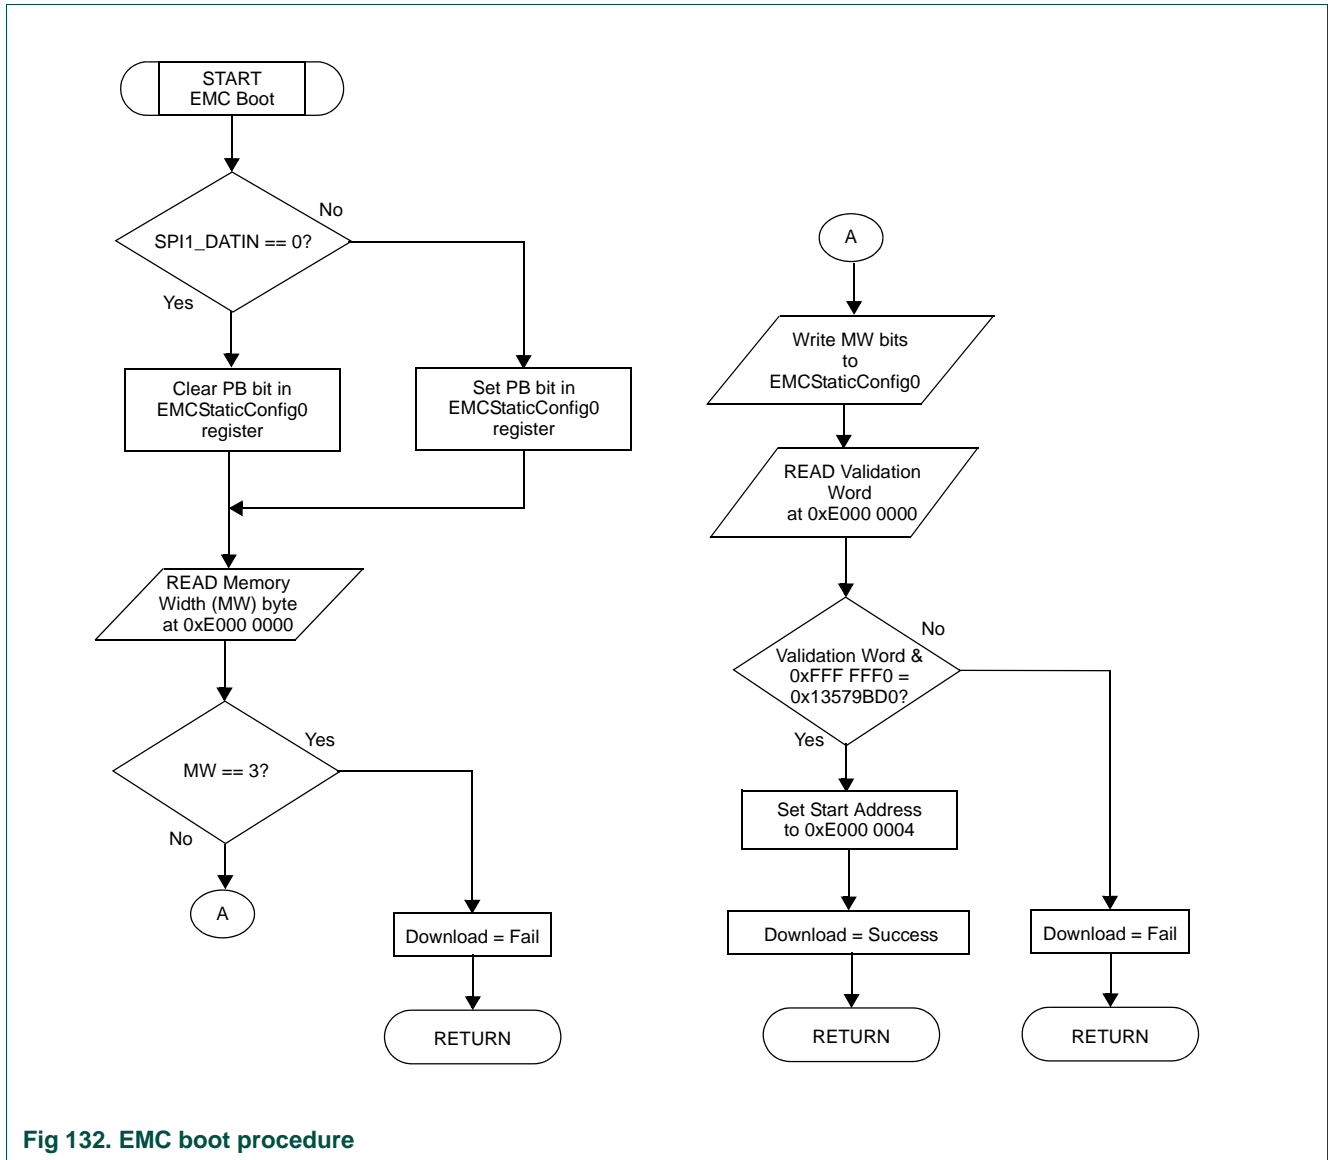 START
EMC Boot
SPI1_DATIN == 0?
No
Yes
Clear PB bit in
EMCStaticConfig0
register
Set PB bit in
EMCStaticConfig0
register
READ Memory
Width (MW) byte
at 0xE000 0000
MW == 3?
Yes
No
A
Download = Fail
RETURN
A
Write MW bits
to
EMCStaticConfig0
READ Validation
Word
at 0xE000 0000
Validation Word &
0xFFF FFF0 =
0x13579BD0?
No
Yes
Set Start Address
to 0xE000 0004
Download = Success
RETURN
Download = Fail
RETURN
Fig 132. EMC boot procedure